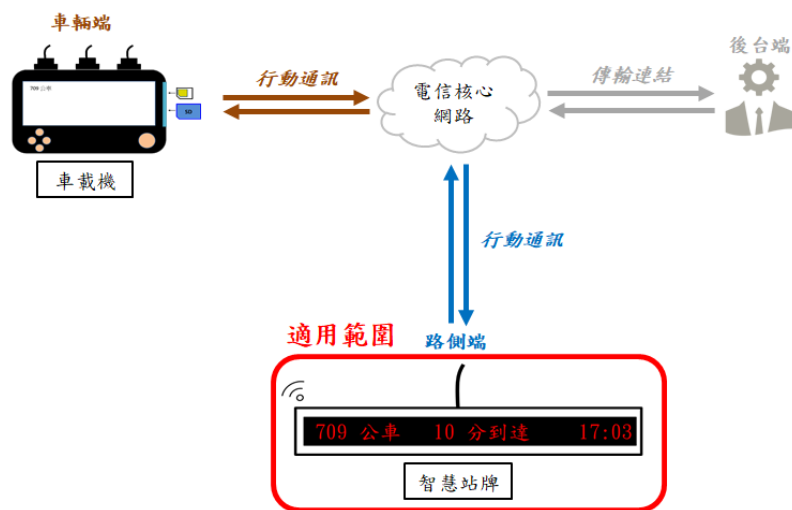 車輛端
709 公車
SD
車載機
行動通訊
電信核心
網路
傳輸連結
後台端
行動通訊
適用範圍
路側端
709 公車 10 分到達 17:03
智慧站牌